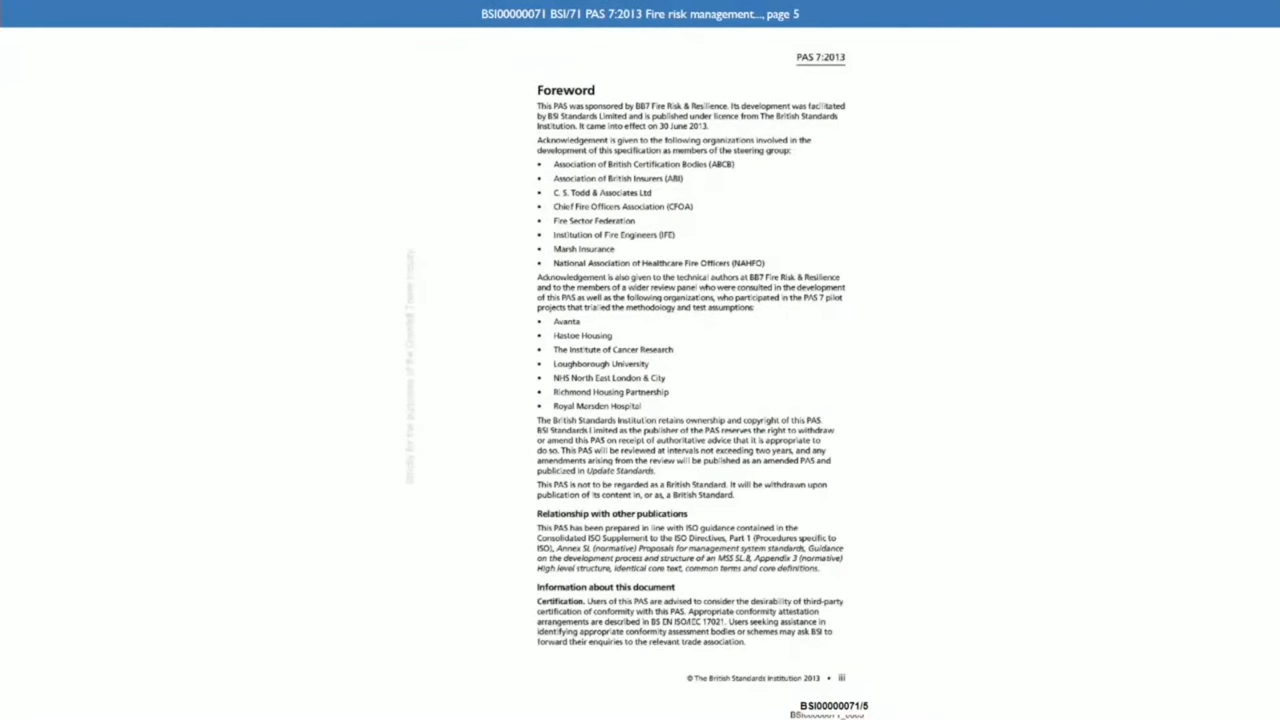 BSI00000071 BSI/71 PAS 7:2013 Fire risk management..., page 5
PAS 7:2013
Foreword
This PAS was sponsored by BB7 Fire Risk & Resilience. Its development was facilitated
by BSI Standards Limited and is published under licence from The British Standards
Institution. It came into effect on 30 June 2013.
Acknowledgement is given to the following organizations involved in the
development of this specification as members of the steering group:
• Association of British Certification Bodies (ABCB)
• Association of British Insurers (ABI)
• C. S. Todd & Associates Ltd
• Chief Fire Officers Association (CFOA)
• Fire Sector Federation
• Institution of Fire Engineers (IFE)
• Marsh Insurance
• National Association of Healthcare Fire Officers (NAHFO)
Acknowledgement is also given to the technical authors at BB7 Fire Risk & Resilience
and to the members of a wider review panel who were consulted in the development
of this PAS as well as the following organizations, who participated in the PAS 7 pilot
projects that trialled the methodology and test assumptions:
• Avanta
• Hastoe Housing
• The Institute of Cancer Research
• Loughborough University
• NHS North East London & City
• Richmond Housing Partnership
• Royal Marsden Hospital
The British Standards Institution retains ownership and copyright of this PAS.
BSI Standards Limited as the publisher of the PAS reserves the right to withdraw
or amend this PAS on receipt of authoritative advice that it is appropriate to
do so. This PAS will be reviewed at intervals not exceeding two years, and any
amendments arising from the review will be published as an amended PAS and
publicized in Update Standards.
This PAS is not to be regarded as a British Standard. It will be withdrawn upon
publication of its content in, or as, a British Standard.
Relationship with other publications
This PAS has been prepared in line with ISO guidance contained in the
Consolidated ISO Supplement to the ISO Directives, Part 1 (Procedures specific to
ISO), Annex SL (normative) Proposals for management system standards, Guidance
on the development process and structure of an MSS SL.8, Appendix 3 (normative)
High level structure, identical core text, common terms and core definitions.
Information about this document
Certification. Users of this PAS are advised to consider the desirability of third-party
certification of conformity with this PAS. Appropriate conformity attestation
arrangements are described in BS EN ISO/IEC 17021. Users seeking assistance in
identifying appropriate conformity assessment bodies or schemes may ask BSI to
forward their enquiries to the relevant trade association.
© The British Standards Institution 2013 • iii
BSI00000071/5
Strictly for the purposes of the Grenfell Tower Inquiry